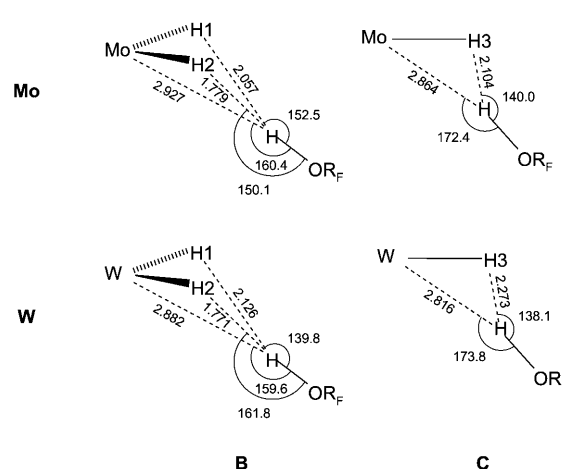 H1
Mo
H2
2.057
1.779
2.927
152.5
H
160.4
ORF
150.1
Mo
H3
2.104
2.864
H
140.0
172.4
ORF
Mo
H1
W
H2
2.126
1.771
2.882
139.8
H
159.6
ORF
161.8
W
H3
2.273
2.816
H
138.1
173.8
OR
W
B
C